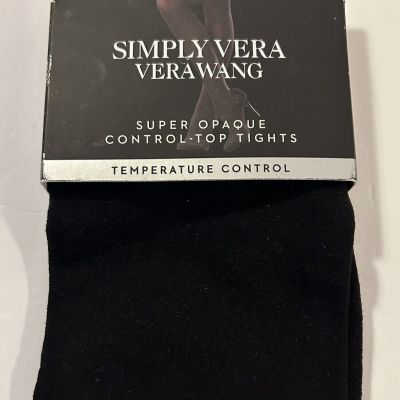 SIMPLY VERA
VERAWANG
SUPER OPAQUE
CONTROL-TOP TIGHTS
TEMPERATURE CONTROL